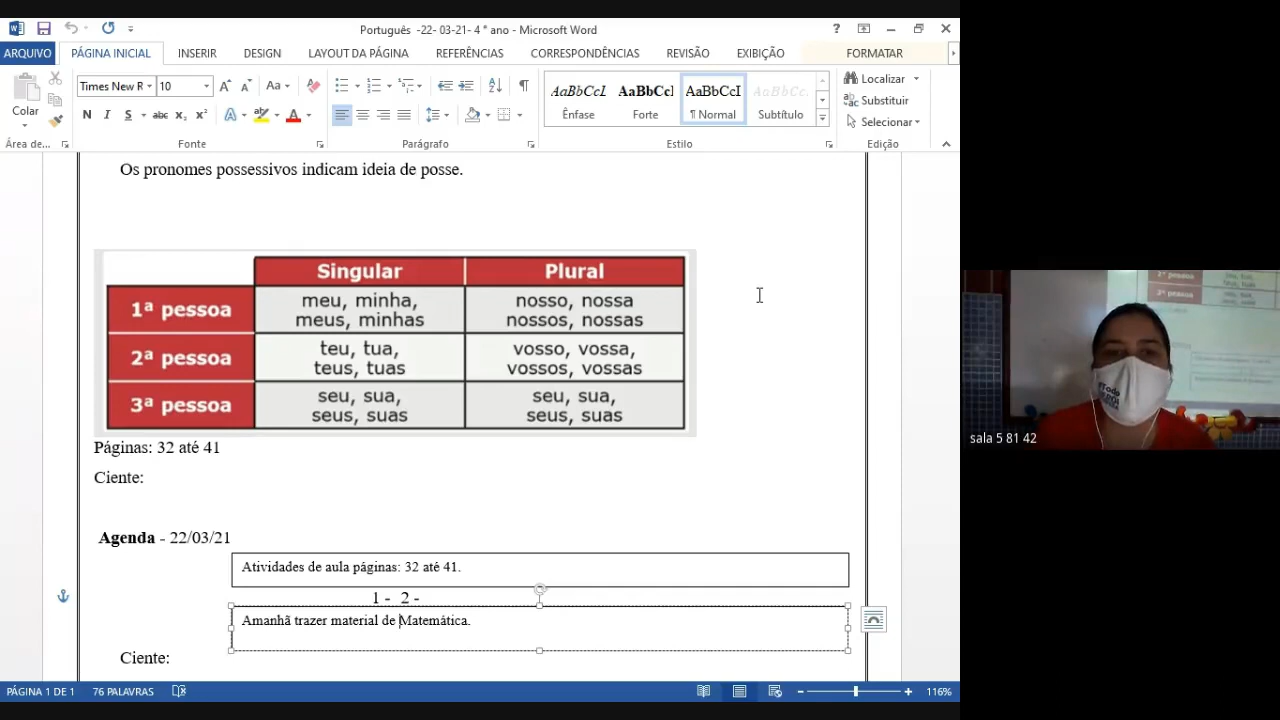 Português -22- 03-21- 4 ° ano - Microsoft Word
ARQUIVO PÁGINA INICIAL INSERIR DESIGN LAYOUT DA PÁGINA REFERÊNCIAS CORRESPONDÊNCIAS REVISÃO EXIBIÇÃO FORMATAR
Times New R 10 Aa
Colar
N I S abc x₂ x² A A
AaBbCcI AaBbCcI AaBbCcI AaBbCc.
Ênfase Forte ¶ Normal Subtítulo
Localizar
Substituir
Selecionar
Área de... Fonte Parágrafo Estilo Edição
Os pronomes possessivos indicam ideia de posse.
Singular Plural
1ª pessoa meu, minha, nosso, nossa
meus, minhas nossos, nossas
2ª pessoa teu, tua, vosso, vossa,
teus, tuas vossos, vossas
3ª pessoa seu, sua, seu, sua,
seus, suas seus, suas
Páginas: 32 até 41
Ciente:
Agenda - 22/03/21
Atividades de aula páginas: 32 até 41.
1 - 2 -
Amanhã trazer material de Matemática.
Ciente:
PÁGINA 1 DE 1 76 PALAVRAS 116%
sala 5 81 42